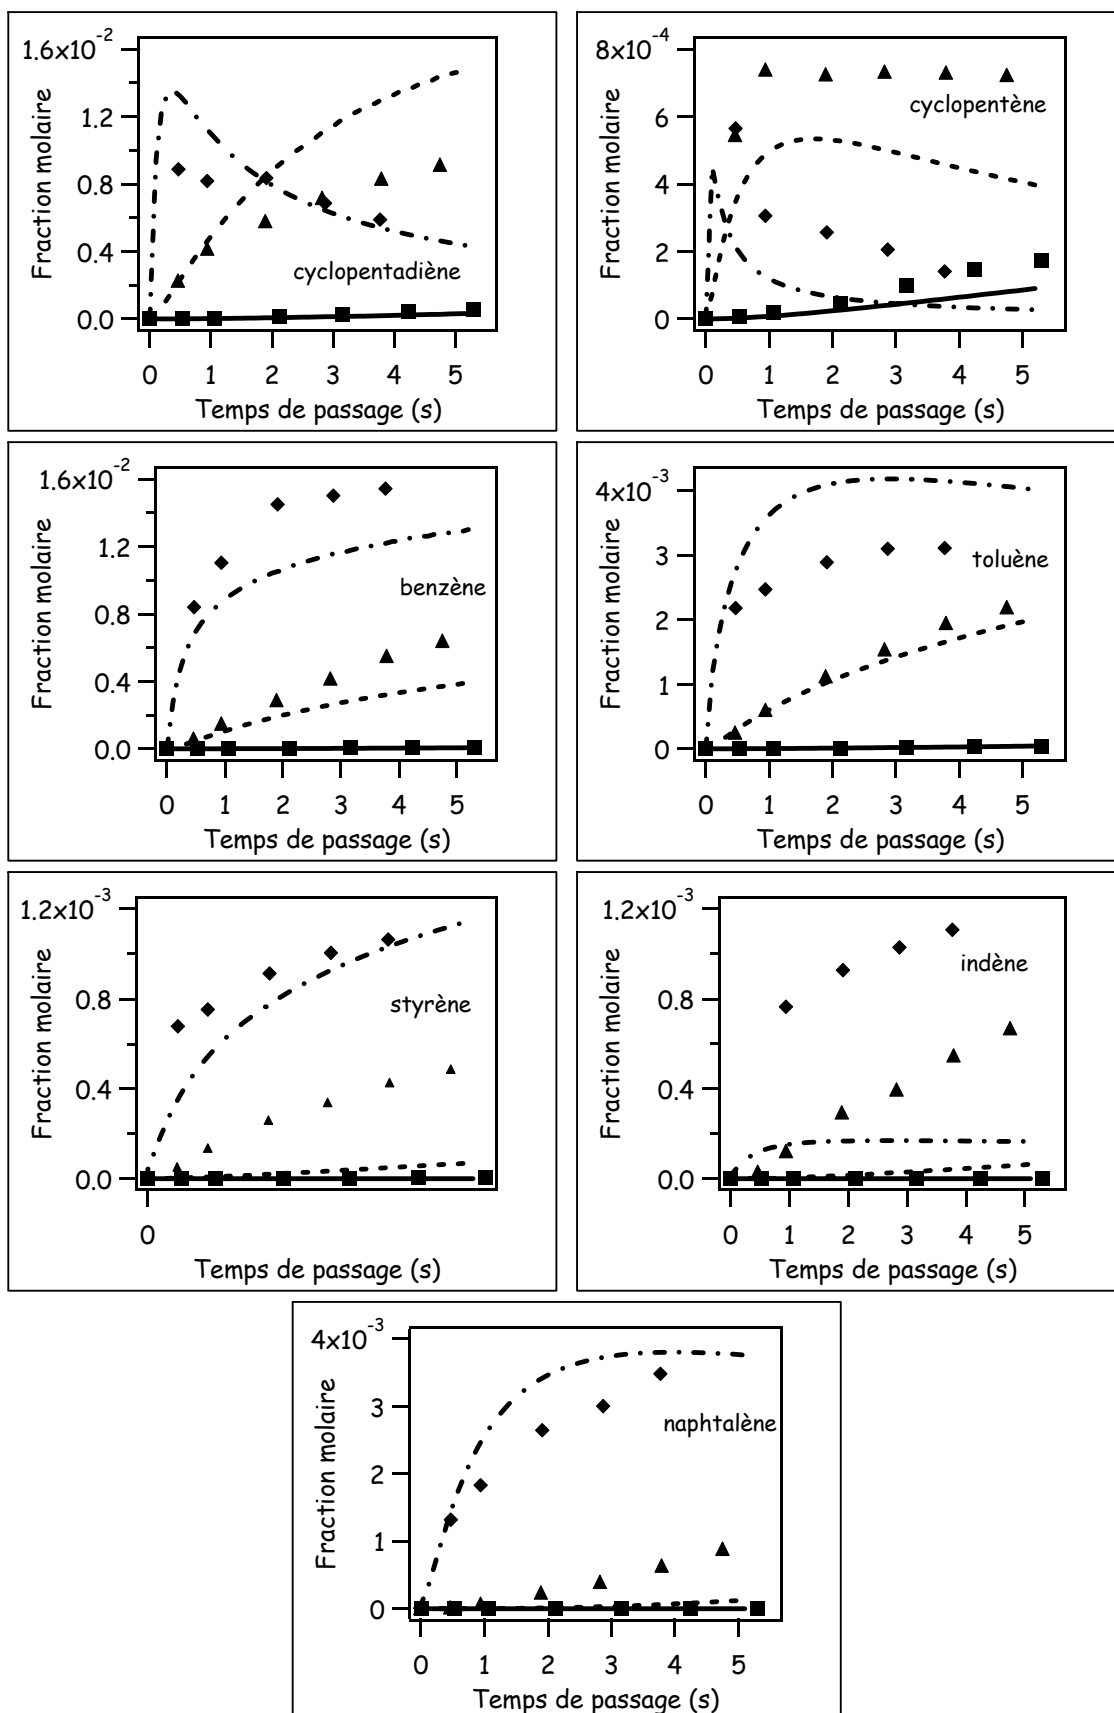 1.6x10-2
1.2
0.8
0.4
0.0
Fraction molaire
cyclopentadiène
0 1 2 3 4 5
Temps de passage (s)
8x10-4
6
4
2
0
Fraction molaire
cyclopentène
0 1 2 3 4 5
Temps de passage (s)
1.6x10-2
1.2
0.8
0.4
0.0
Fraction molaire
benzène
0 1 2 3 4 5
Temps de passage (s)
4x10-3
3
2
1
0
Fraction molaire
toluène
0 1 2 3 4 5
Temps de passage (s)
1.2x10-3
0.8
0.4
0.0
Fraction molaire
styrène
0
Temps de passage (s)
1.2x10-3
0.8
0.4
0.0
Fraction molaire
indène
0 1 2 3 4 5
Temps de passage (s)
4x10-3
3
2
1
0
Fraction molaire
naphtalène
0 1 2 3 4 5
Temps de passage (s)